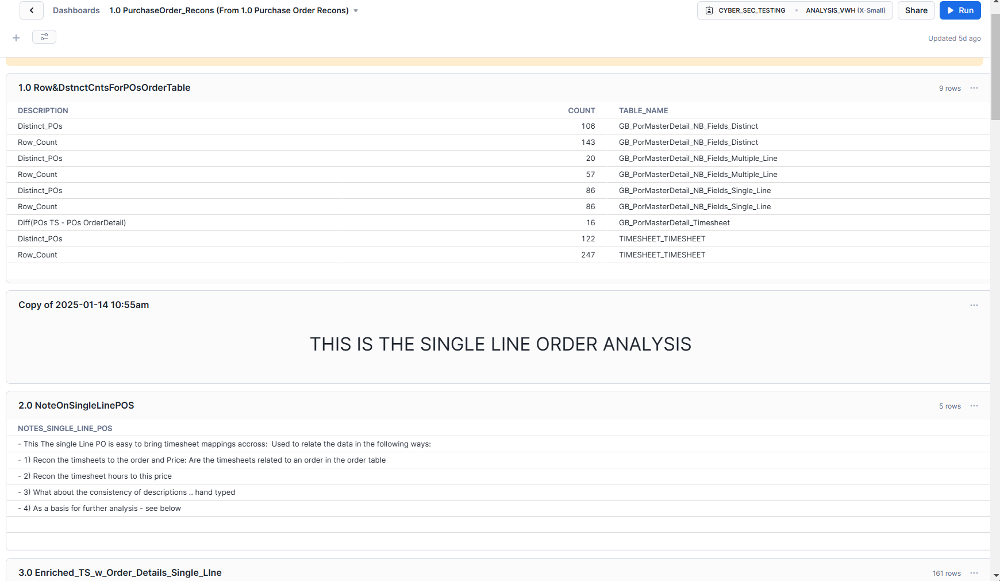 Dashboards 1.0 PurchaseOrder_Recons (From 1.0 Purchase Order Recons) CYBER_SEC_TESTING ANALYSIS_VWH (X-Small) Share Run
Updated 5d ago
1.0 Row&DstnctCntsForPOsOrderTable 9 rows
DESCRIPTION COUNT TABLE_NAME
Distinct_POs 106 GB_PorMasterDetail_NB_Fields_Distinct
Row_Count 143 GB_PorMasterDetail_NB_Fields_Distinct
Distinct_POs 20 GB_PorMasterDetail_NB_Fields_Multiple_Line
Row_Count 57 GB_PorMasterDetail_NB_Fields_Multiple_Line
Distinct_POs 86 GB_PorMasterDetail_NB_Fields_Single_Line
Row_Count 86 GB_PorMasterDetail_NB_Fields_Single_Line
Diff(POs TS - POs OrderDetail) 16 GB_PorMasterDetail_Timesheet
Distinct_POs 122 TIMESHEET_TIMESHEET
Row_Count 247 TIMESHEET_TIMESHEET
Copy of 2025-01-14 10:55am
THIS IS THE SINGLE LINE ORDER ANALYSIS
2.0 NoteOnSingleLinePOS 5 rows
NOTES_SINGLE_LINE_POS
- This The single Line PO is easy to bring timesheet mappings accross:  Used to relate the data in the following ways:
- 1) Recon the timsheets to the order and Price: Are the timesheets related to an order in the order table
- 2) Recon the timesheet hours to this price
- 3) What about the consistency of descriptions .. hand typed
- 4) As a basis for further analysis - see below
3.0 Enriched_TS_w_Order_Details_Single_LIne 161 rows